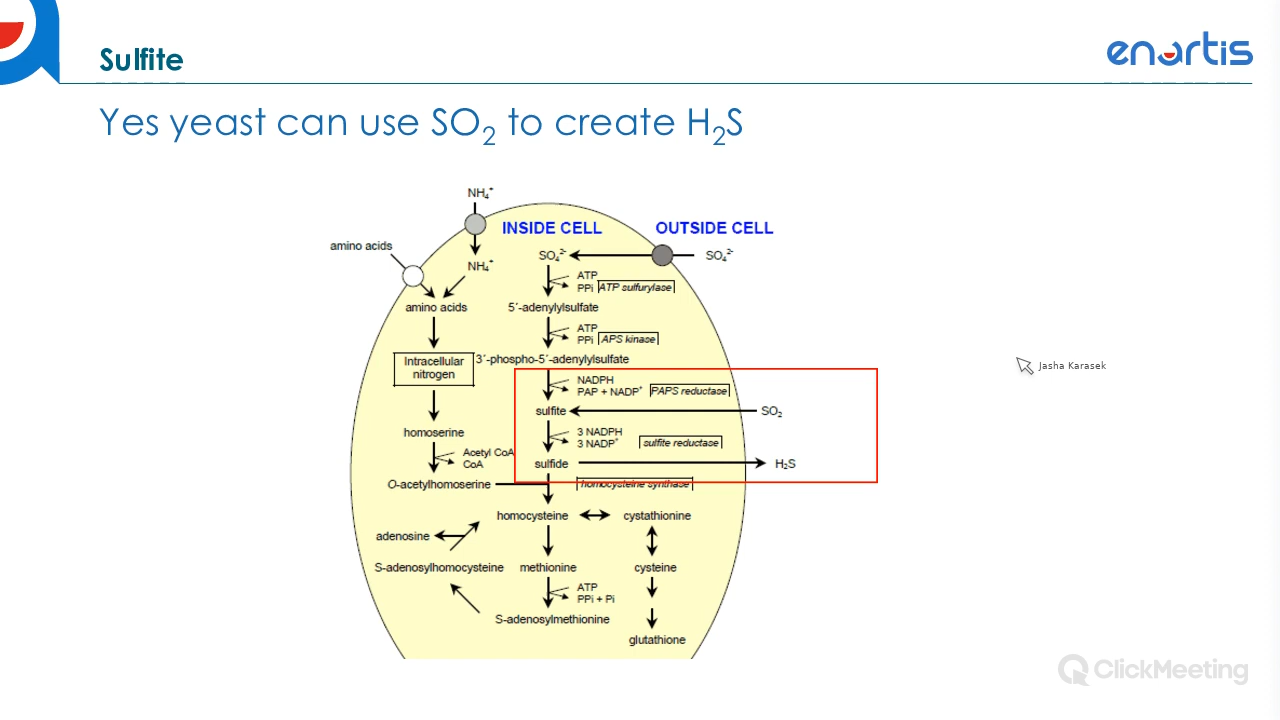 Sulfite
enartis
Yes yeast can use SO₂ to create H₂S
NH₄⁺
INSIDE CELL
OUTSIDE CELL
amino acids
SO₄²⁻
SO₄²⁻
NH₄⁺
ATP
PPi
ATP sulfurylase
amino acids
5´-adenylylsulfate
ATP
PPi
APS kinase
Intracellular
nitrogen
3´-phospho-5´-adenylylsulfate
Jasha Karasek
NADPH
PAP + NADP⁺
PAPS reductase
sulfite
SO₂
homoserine
3 NADPH
3 NADP⁺
sulfite reductase
Acetyl CoA
CoA
sulfide
H₂S
O-acetylhomoserine
homocysteine synthase
homocysteine
cystathionine
adenosine
S-adenosylhomocysteine
methionine
cysteine
ATP
PPi + Pi
S-adenosylmethionine
glutathione
ClickMeeting